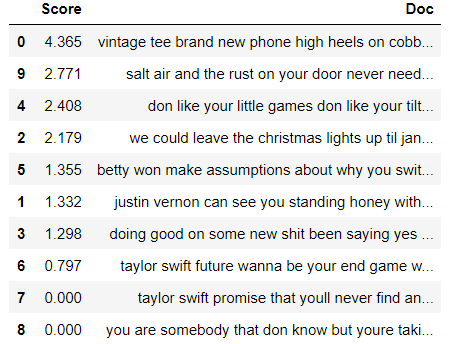 Score Doc
0 4.365 vintage tee brand new phone high heels on cobb...
9 2.771 salt air and the rust on your door never need...
4 2.408 don like your little games don like your tilt...
2 2.179 we could leave the christmas lights up til jan...
5 1.355 betty won make assumptions about why you swit...
1 1.332 justin vernon can see you standing honey with...
3 1.298 doing good on some new shit been saying yes ...
6 0.797 taylor swift future wanna be your end game w...
7 0.000 taylor swift promise that youll never find an...
8 0.000 you are somebody that don know but youre taki...